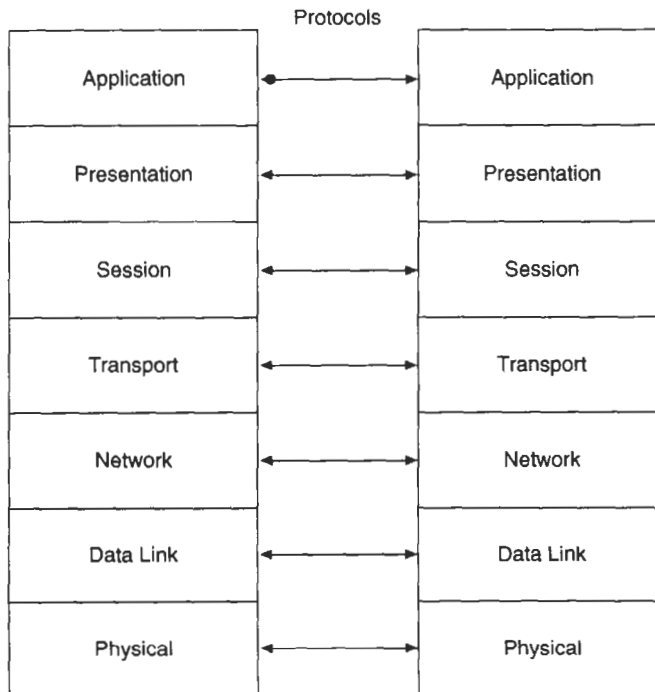 Protocols
Application Application
Presentation Presentation
Session Session
Transport Transport
Network Network
Data Link Data Link
Physical Physical